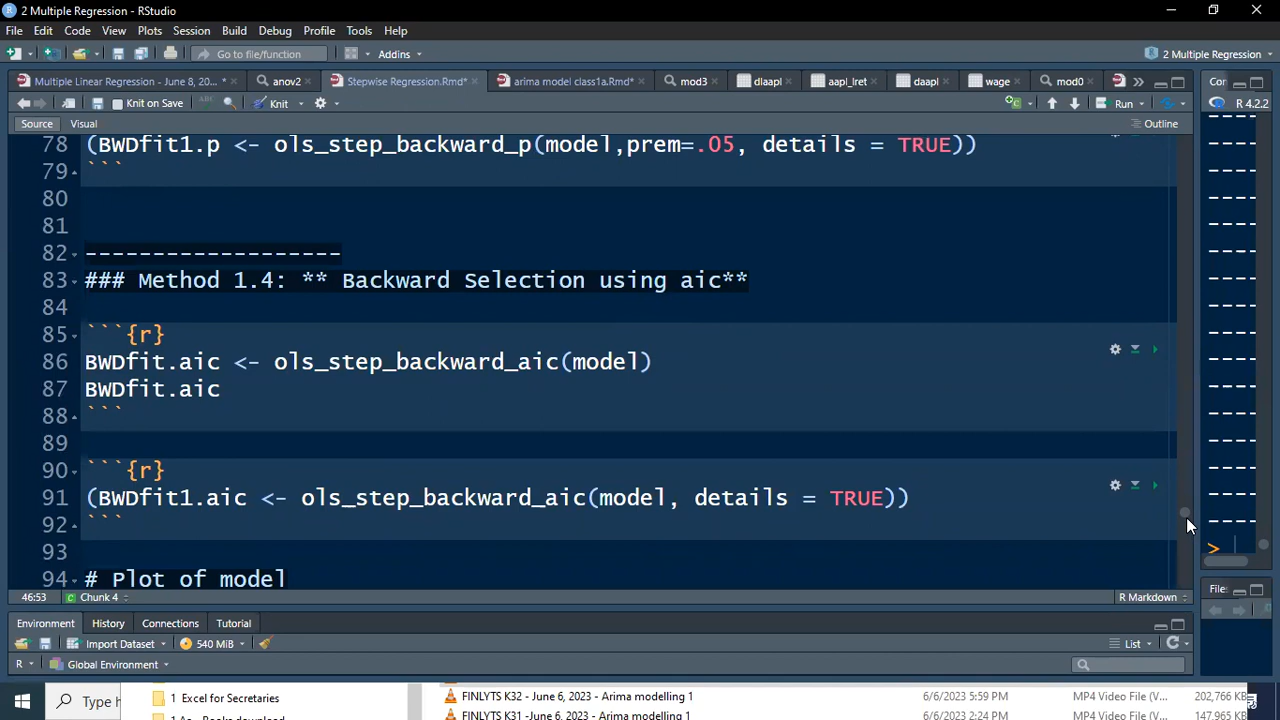 2 Multiple Regression - RStudio
File Edit Code View Plots Session Build Debug Profile Tools Help
Go to file/function Addins 2 Multiple Regression
Multiple Linear Regression - June 8, 20...* anov2 Stepwise Regression.Rmd* arima model class1a.Rmd* mod3 dlaapl aapl_lret daapl wage mod0 Con
Knit on Save Knit Run R 4.2.2
Source Visual Outline
78 (BWDfit1.p <- ols_step_backward_p(model,prem=.05, details = TRUE))
79 ```
80
81
82 -------------------
83 ### Method 1.4: ** Backward Selection using aic**
84
85 ```{r}
86 BWDfit.aic <- ols_step_backward_aic(model)
87 BWDfit.aic
88 ```
89
90 ```{r}
91 (BWDfit1.aic <- ols_step_backward_aic(model, details = TRUE))
92 ```
93
94 # Plot of model
>
46:53 Chunk 4 R Markdown
Files
Environment History Connections Tutorial
Import Dataset 540 MiB List
R Global Environment
Type h 1 Excel for Secretaries FINLYTS K32 - June 6, 2023 - Arima modelling 1 6/6/2023 5:59 PM MP4 Video File (V... 202,766 KB
FINLYTS K31 -June 6, 2023 - Arima modelling 1 6/6/2023 2:24 PM MP4 Video File (V... 147,965 KB